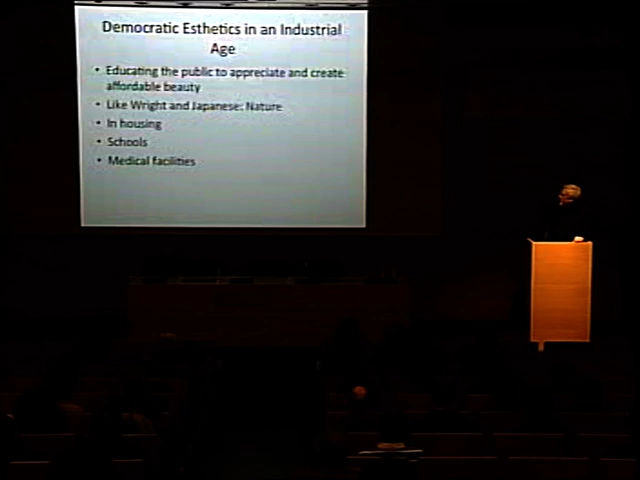 Democratic Esthetics in an Industrial
Age
• Educating the public to appreciate and create
affordable beauty
• Like Wright and Japanese: Nature
• In housing
• Schools
• Medical facilities